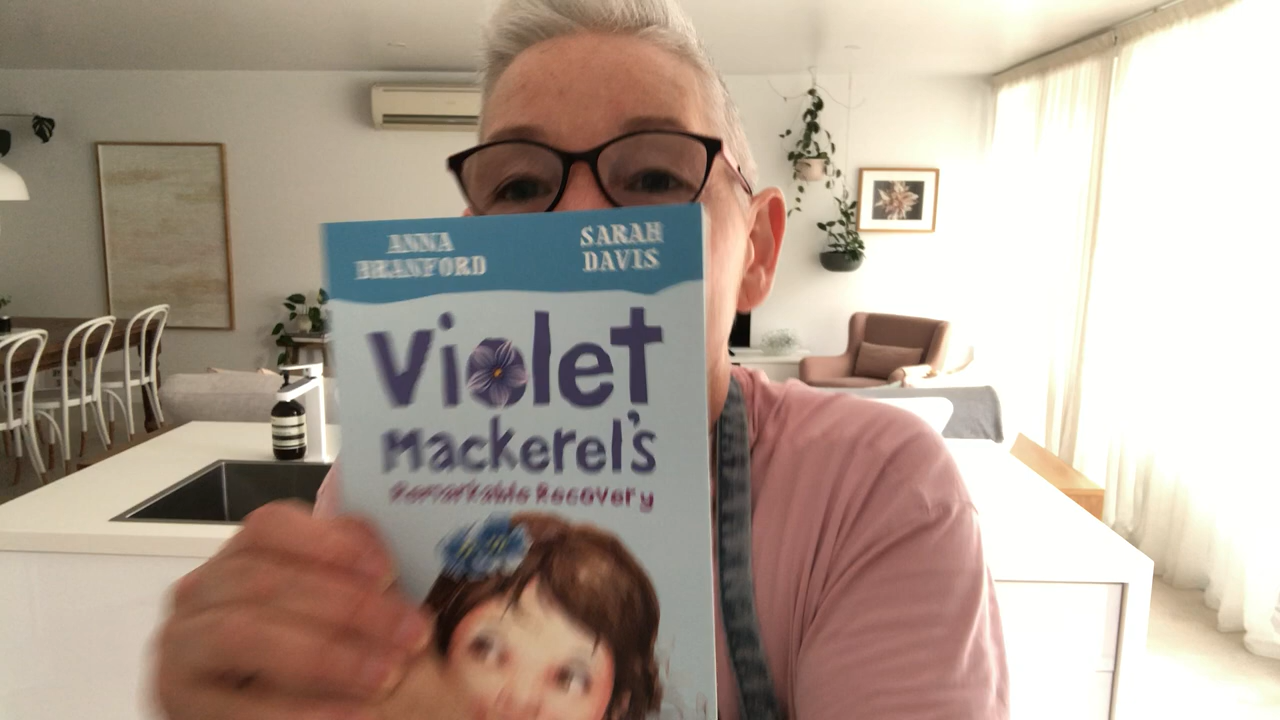 ANNA
BRANFORD
SARAH
DAVIS
Violet
Mackerel's
Remarkable Recovery